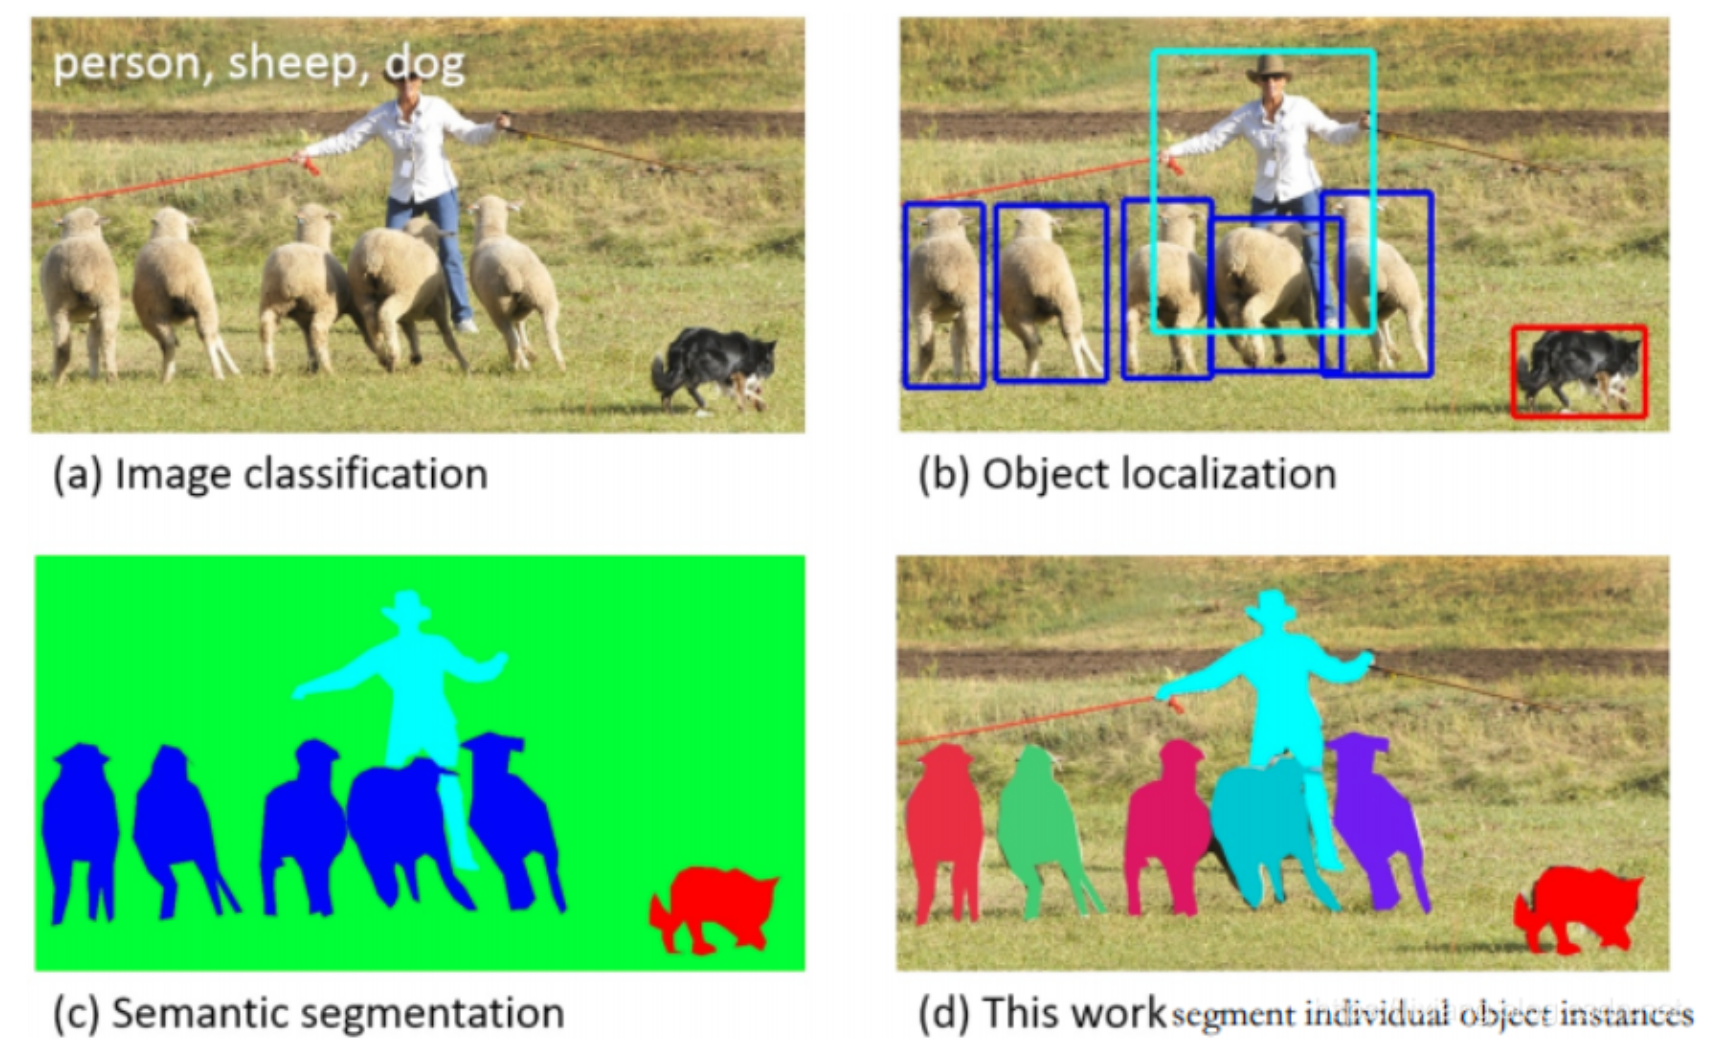 person, sheep, dog
(a) Image classification
(b) Object localization
(c) Semantic segmentation
(d) This work segment individual object instances